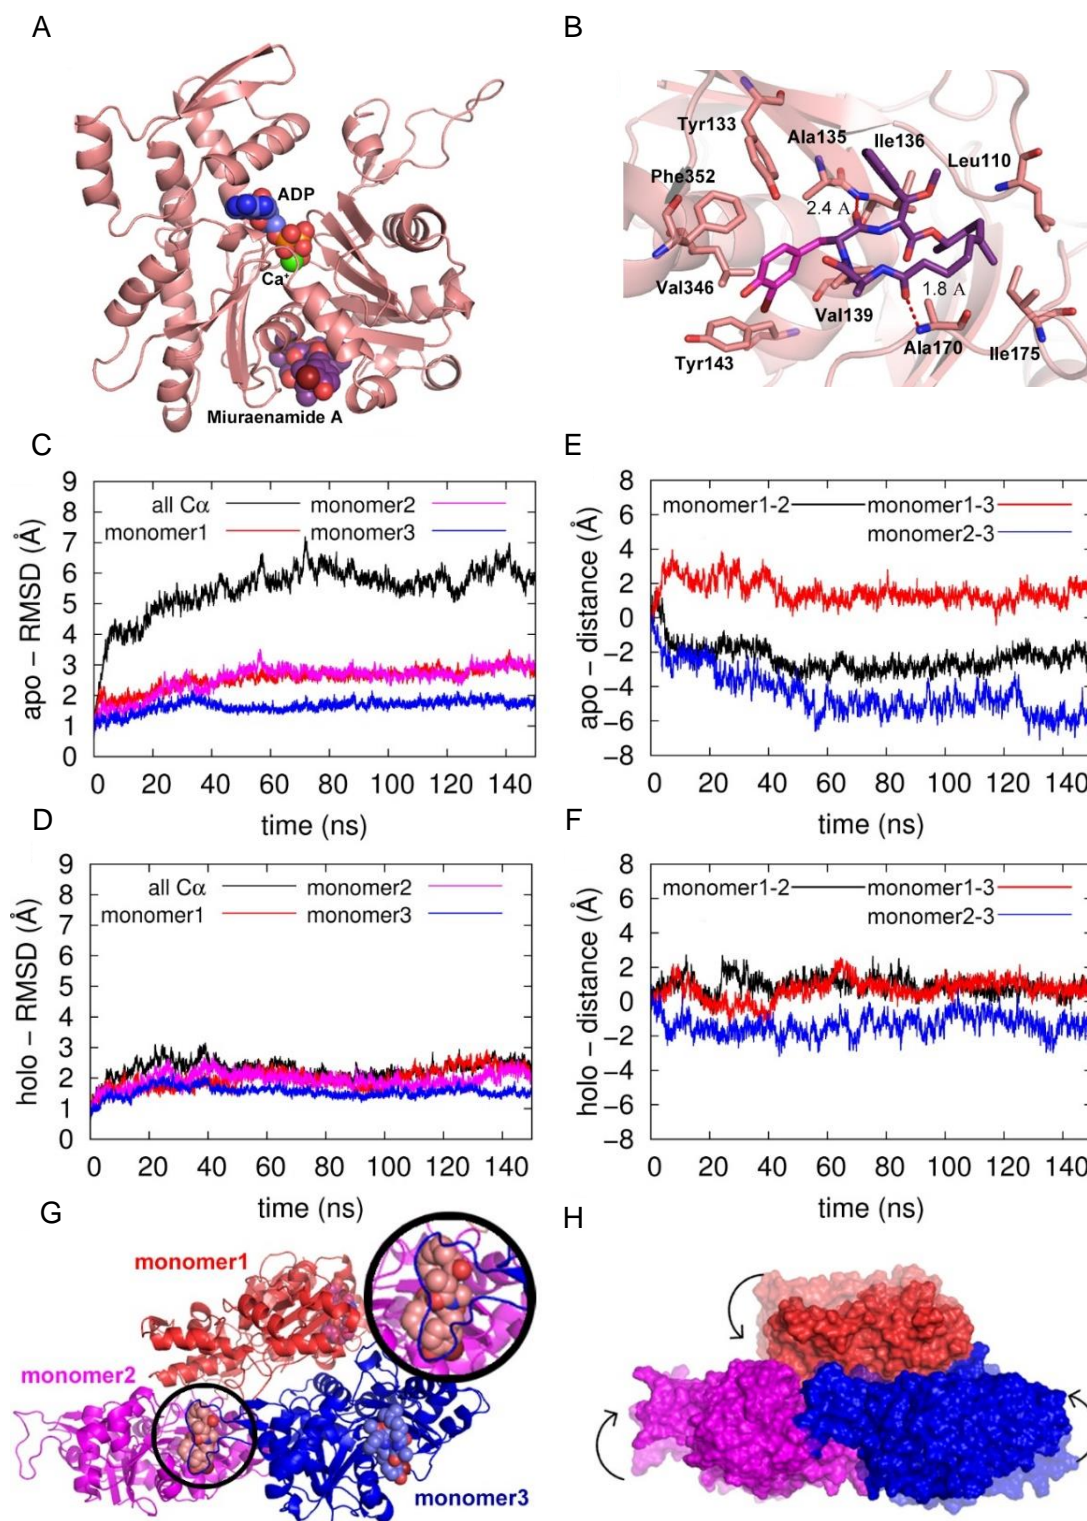 A
B
ADP
Ca⁺
Miuraenamide A
Tyr133
Ala135
Ile136
Leu110
Phe352
2.4 A
Val346
Val139
1.8 A
Tyr143
Ala170
Ile175
C
E
9
8
7
6
5
4
3
2
1
0
apo – RMSD (Å)
all Cα
monomer2
monomer1
monomer3
0 20 40 60 80 100 120 140
time (ns)
8
6
4
2
0
−2
−4
−6
−8
apo – distance (Å)
monomer1-2
monomer1-3
monomer2-3
0 20 40 60 80 100 120 140
time (ns)
D
F
9
8
7
6
5
4
3
2
1
0
holo – RMSD (Å)
all Cα
monomer2
monomer1
monomer3
0 20 40 60 80 100 120 140
time (ns)
8
6
4
2
0
−2
−4
−6
−8
holo – distance (Å)
monomer1-2
monomer1-3
monomer2-3
0 20 40 60 80 100 120 140
time (ns)
G
H
monomer1
monomer2
monomer3